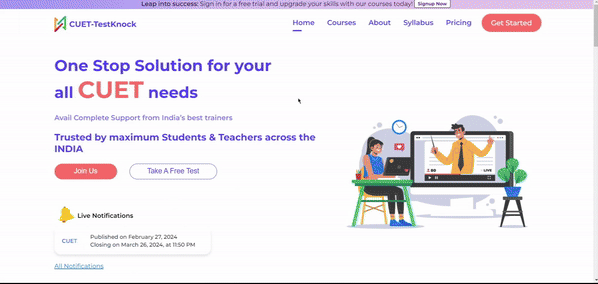 Leap into success: Sign in for a free trial and upgrade your skills with our courses today! Signup Now
CUET-TestKnock
Home Courses About Syllabus Pricing Get Started
One Stop Solution for your
all CUET needs
Avail Complete Support from India's best trainers
Trusted by maximum Students & Teachers across the
INDIA
Join Us Take A Free Test
LIVE
Live Notifications
CUET
Published on February 27, 2024
Closing on March 26, 2024, at 11:50 PM
All Notifications